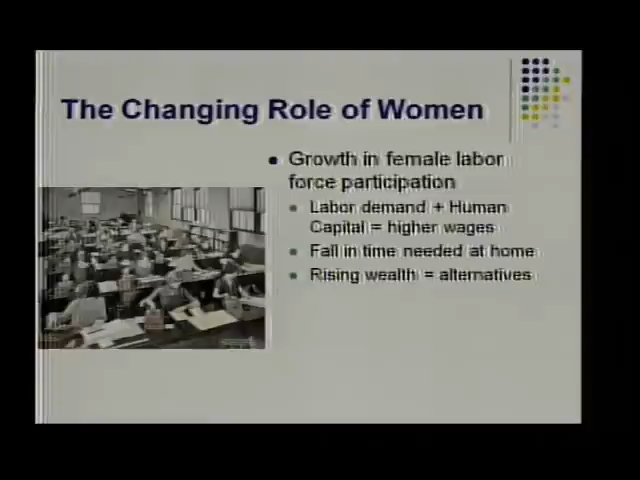 The Changing Role of Women
Growth in female labor
force participation
Labor demand + Human
Capital = higher wages
Fall in time needed at home
Rising wealth = alternatives